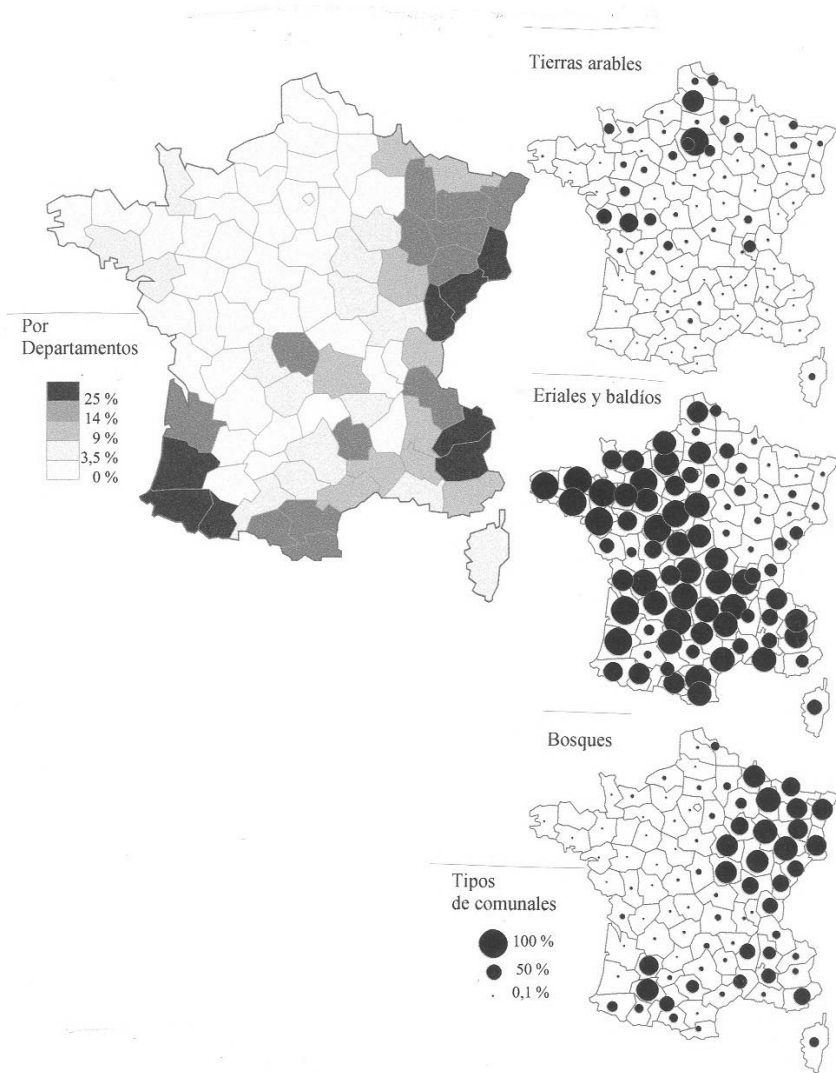 Tierras arables
Por
Departamentos
25 %
14 %
9 %
3,5 %
0 %
Eriales y baldíos
Bosques
Tipos
de comunales
100 %
50 %
0,1 %